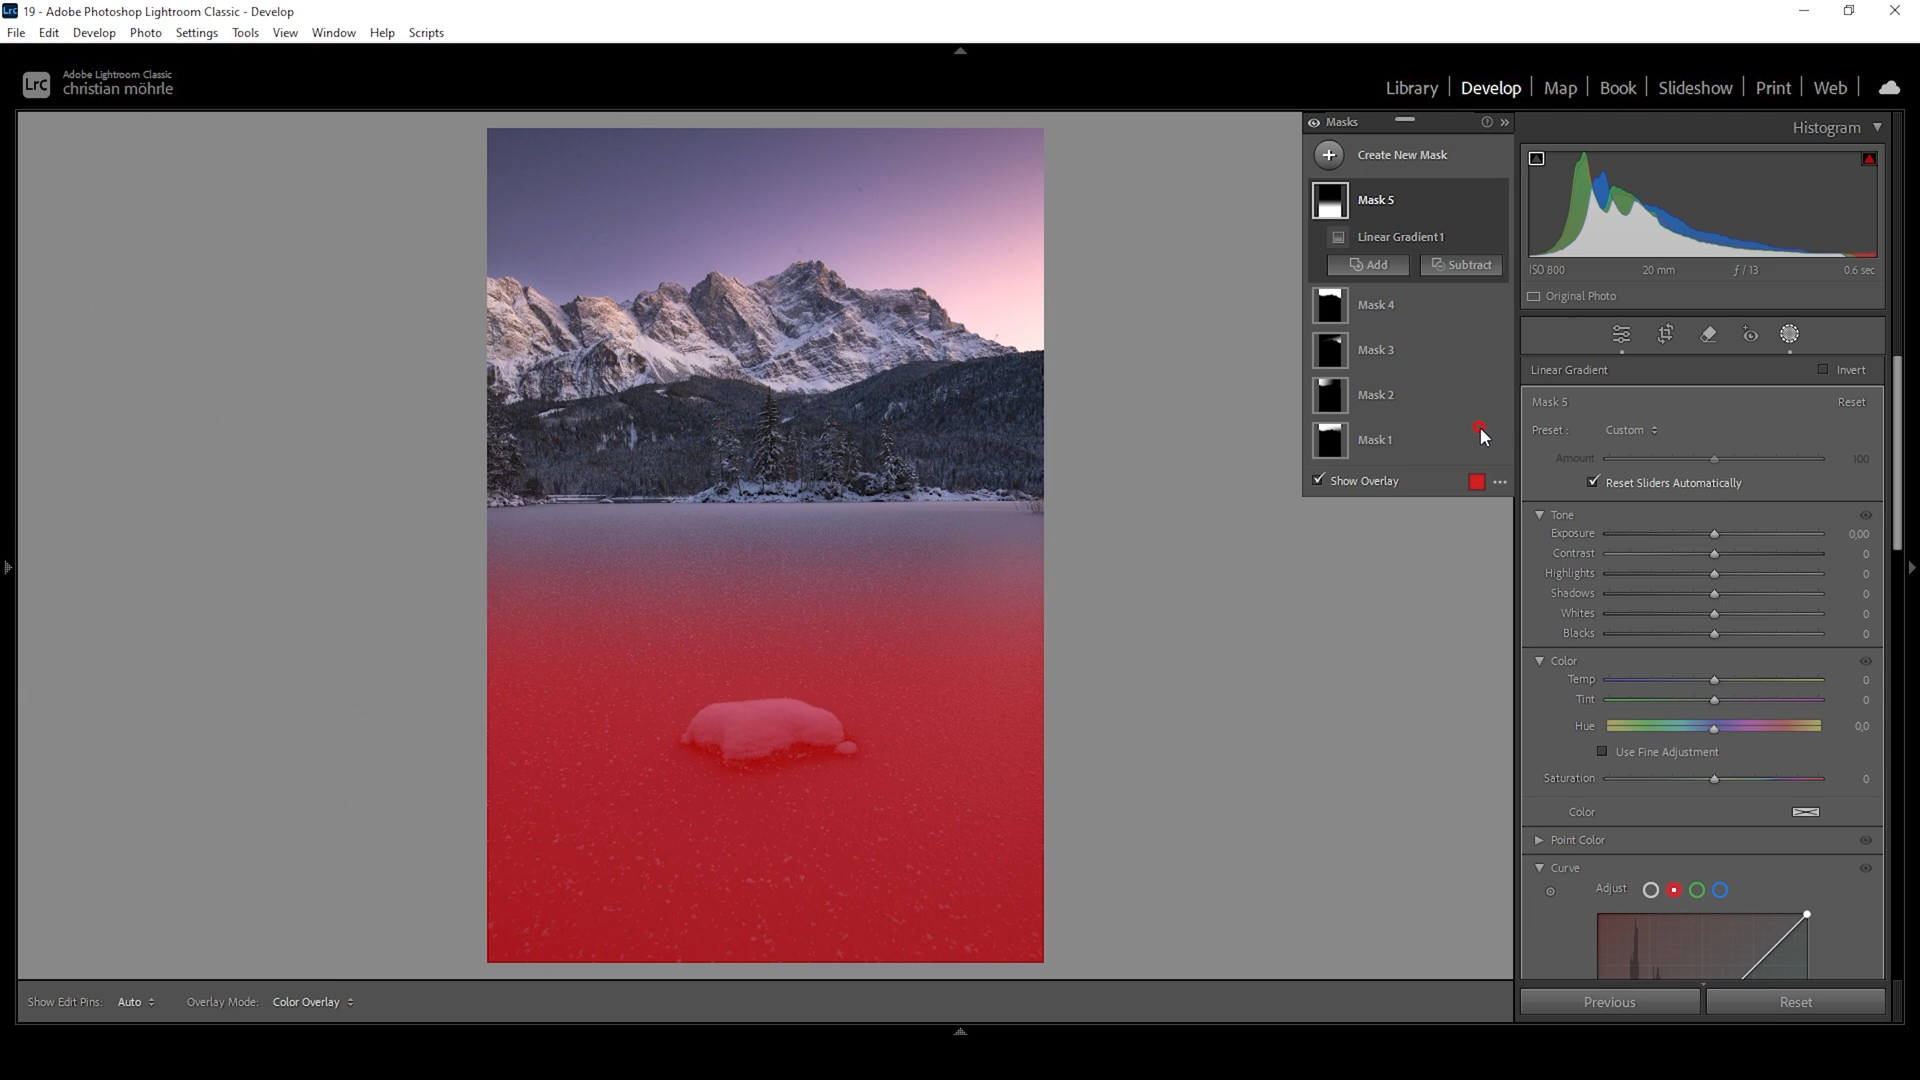 19 - Adobe Photoshop Lightroom Classic - Develop
File Edit Develop Photo Settings Tools View Window Help Scripts
LrC Adobe Lightroom Classic
christian möhrle
Library Develop Map Book Slideshow Print Web
Masks
Create New Mask
Mask 5
Linear Gradient 1
Add Subtract
Mask 4
Mask 3
Mask 2
Mask 1
Show Overlay
Histogram
ISO 800 20 mm f / 13 0.6 sec
Original Photo
Linear Gradient Invert
Mask 5 Reset
Preset : Custom
Amount 100
Reset Sliders Automatically
Tone
Exposure 0,00
Contrast 0
Highlights 0
Shadows 0
Whites 0
Blacks 0
Color
Temp 0
Tint 0
Hue 0,0
Use Fine Adjustment
Saturation 0
Color
Point Color
Curve
Adjust
Show Edit Pins: Auto Overlay Mode: Color Overlay
Previous Reset